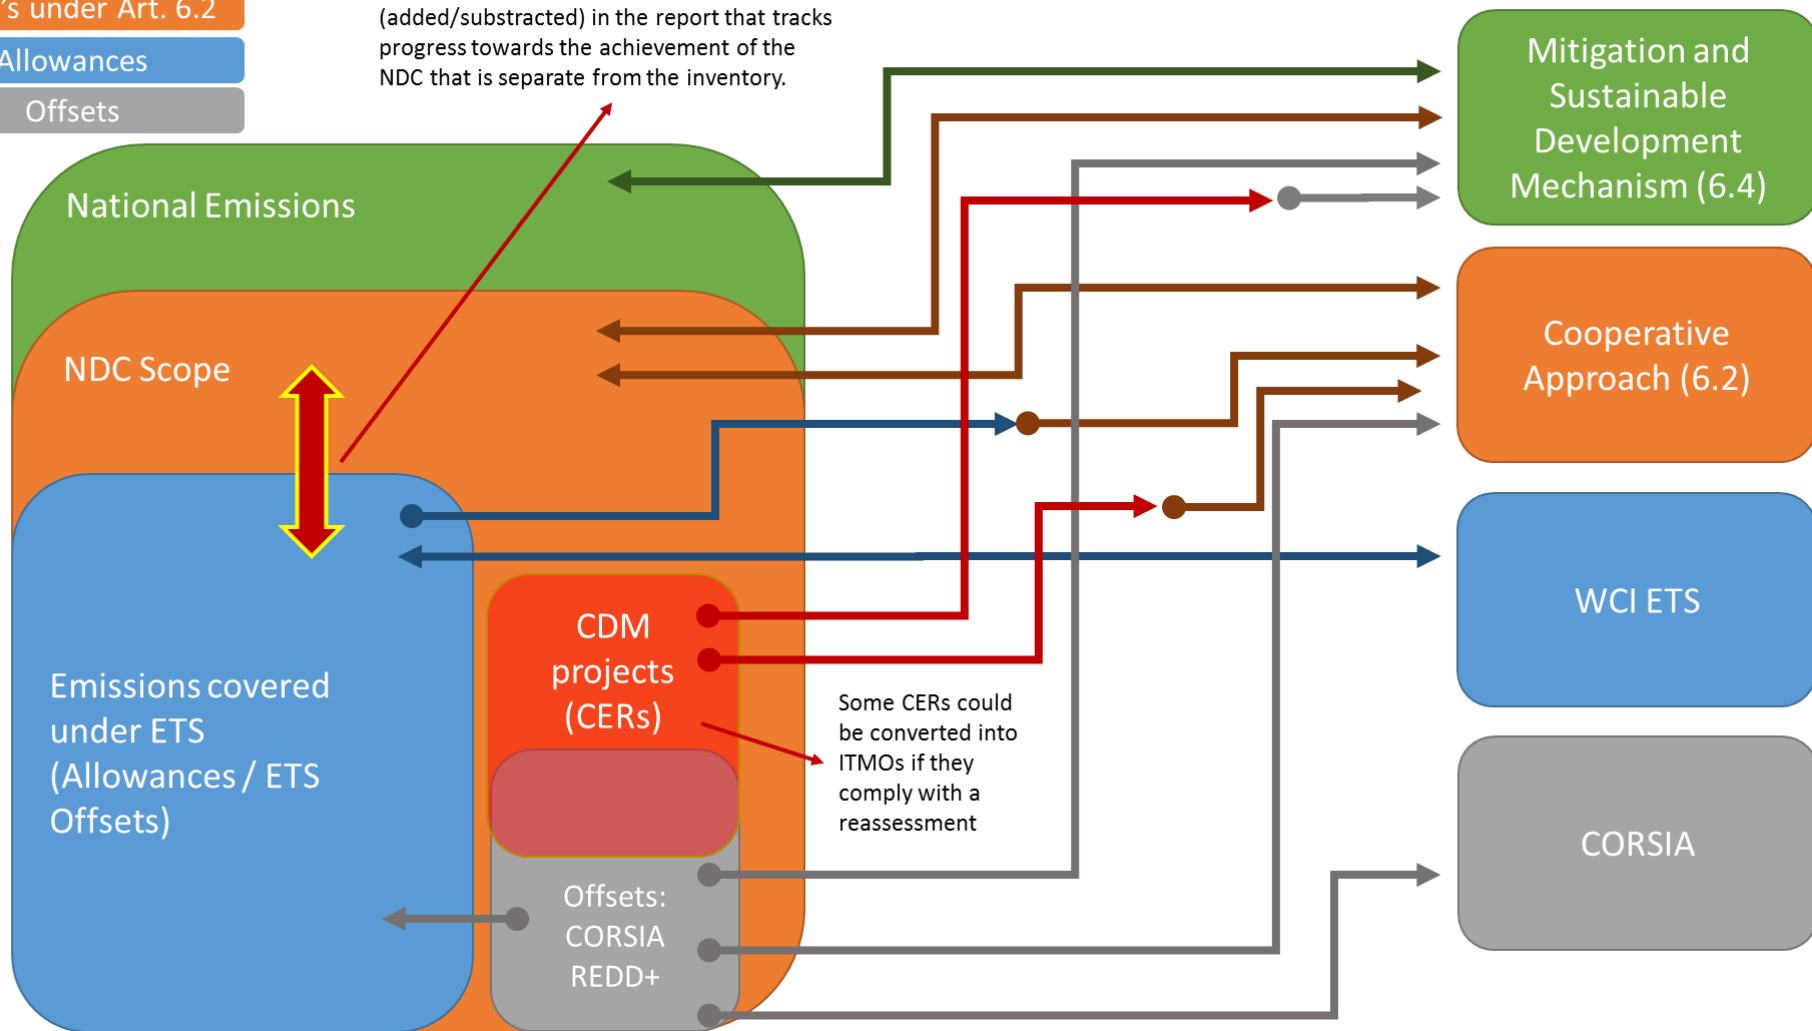 's under Art. 6.2
Allowances
Offsets
(added/substracted) in the report that tracks
progress towards the achievement of the
NDC that is separate from the inventory.
National Emissions
NDC Scope
Emissions covered
under ETS
(Allowances / ETS
Offsets)
CDM
projects
(CERs)
Offsets:
CORSIA
REDD+
Some CERs could
be converted into
ITMOs if they
comply with a
reassessment
Mitigation and
Sustainable
Development
Mechanism (6.4)
Cooperative
Approach (6.2)
WCI ETS
CORSIA